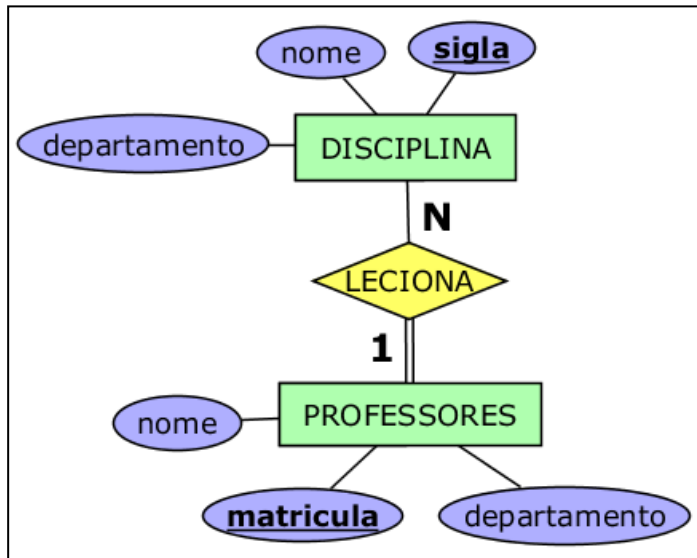 nome
sigla
departamento
DISCIPLINA
N
LECIONA
1
PROFESSORES
nome
matricula
departamento